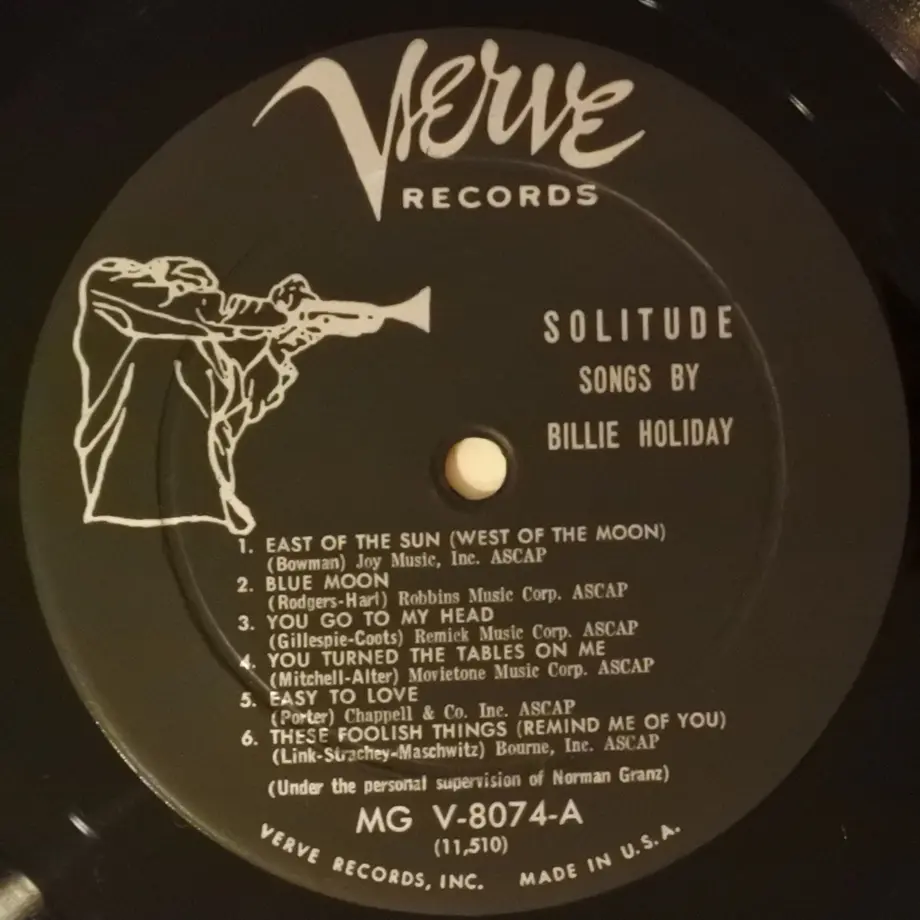 Verve
RECORDS
SOLITUDE
SONGS BY
BILLIE HOLIDAY
1. EAST OF THE SUN (WEST OF THE MOON)
(Bowman) Joy Music, Inc. ASCAP
2. BLUE MOON
(Rodgers-Hart) Robbins Music Corp. ASCAP
3. YOU GO TO MY HEAD
(Gillespie-Coots) Remick Music Corp. ASCAP
4. YOU TURNED THE TABLES ON ME
(Mitchell-Alter) Movietone Music Corp. ASCAP
5. EASY TO LOVE
(Porter) Chappell & Co. Inc. ASCAP
6. THESE FOOLISH THINGS (REMIND ME OF YOU)
(Link-Strachey-Maschwitz) Bourne, Inc. ASCAP
(Under the personal supervision of Norman Granz)
MG V-8074-A
(11,510)
VERVE RECORDS, INC. MADE IN U.S.A.